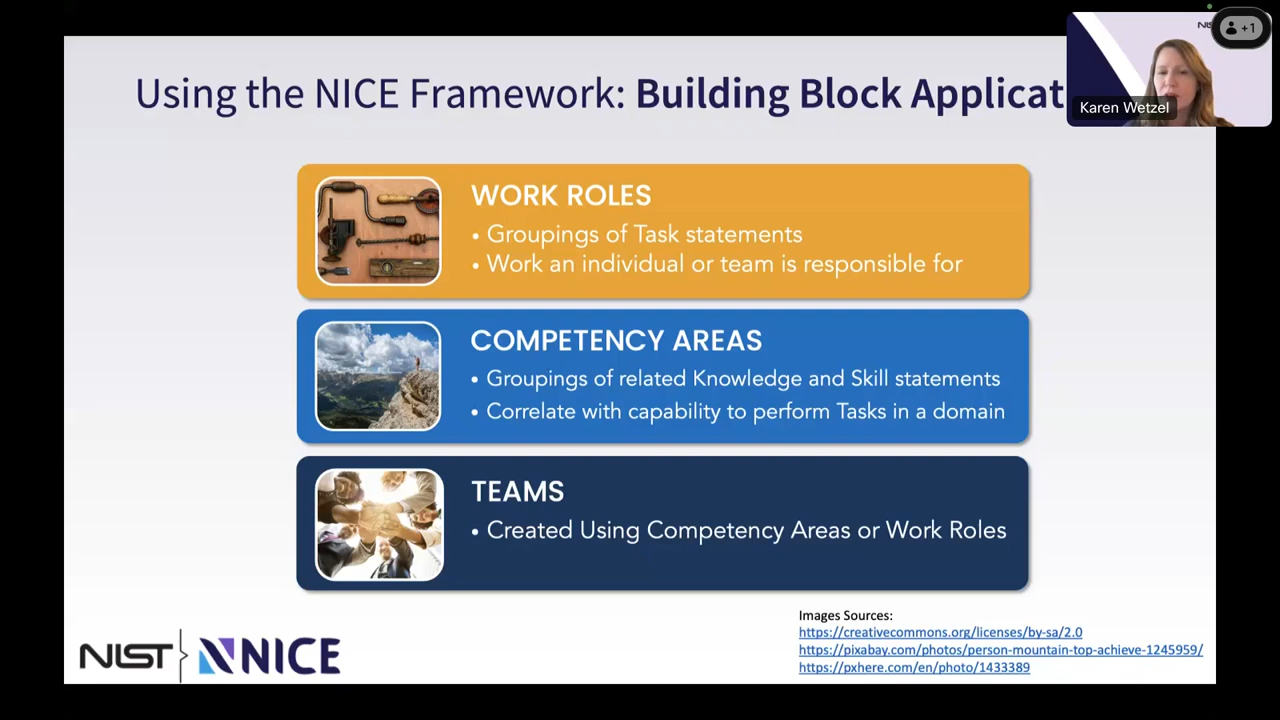 Using the NICE Framework: Building Block Applicat
NIS
+1
Karen Wetzel
WORK ROLES
• Groupings of Task statements
• Work an individual or team is responsible for
COMPETENCY AREAS
• Groupings of related Knowledge and Skill statements
• Correlate with capability to perform Tasks in a domain
TEAMS
• Created Using Competency Areas or Work Roles
Images Sources:
https://creativecommons.org/licenses/by-sa/2.0
https://pixabay.com/photos/person-mountain-top-achieve-1245959/
https://pxhere.com/en/photo/1433389
NIST
NICE